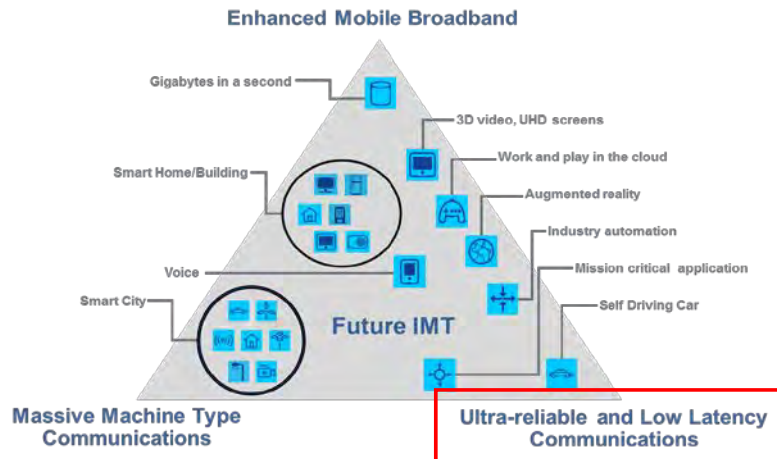 Enhanced Mobile Broadband
Gigabytes in a second
3D video, UHD screens
Work and play in the cloud
Smart Home/Building
Augmented reality
Industry automation
Voice
Mission critical application
Smart City
Self Driving Car
Future IMT
Massive Machine Type
Communications
Ultra-reliable and Low Latency
Communications